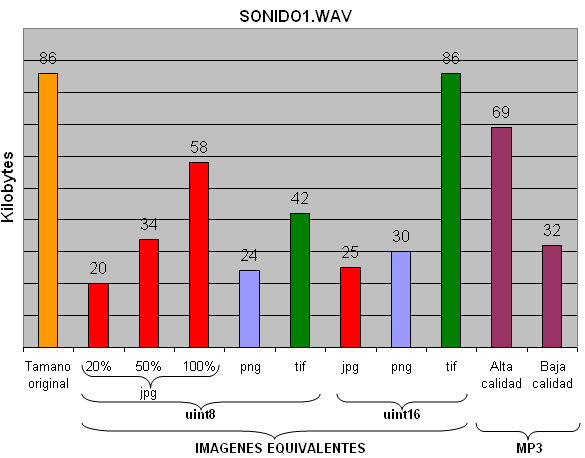 SONIDO1.WAV
Kilobytes
86
20
34
58
24
42
25
30
86
69
32
Tamano original
20%
50%
100%
png
tif
jpg
png
tif
Alta calidad
Baja calidad
jpg
uint8
uint16
IMAGENES EQUIVALENTES
MP3